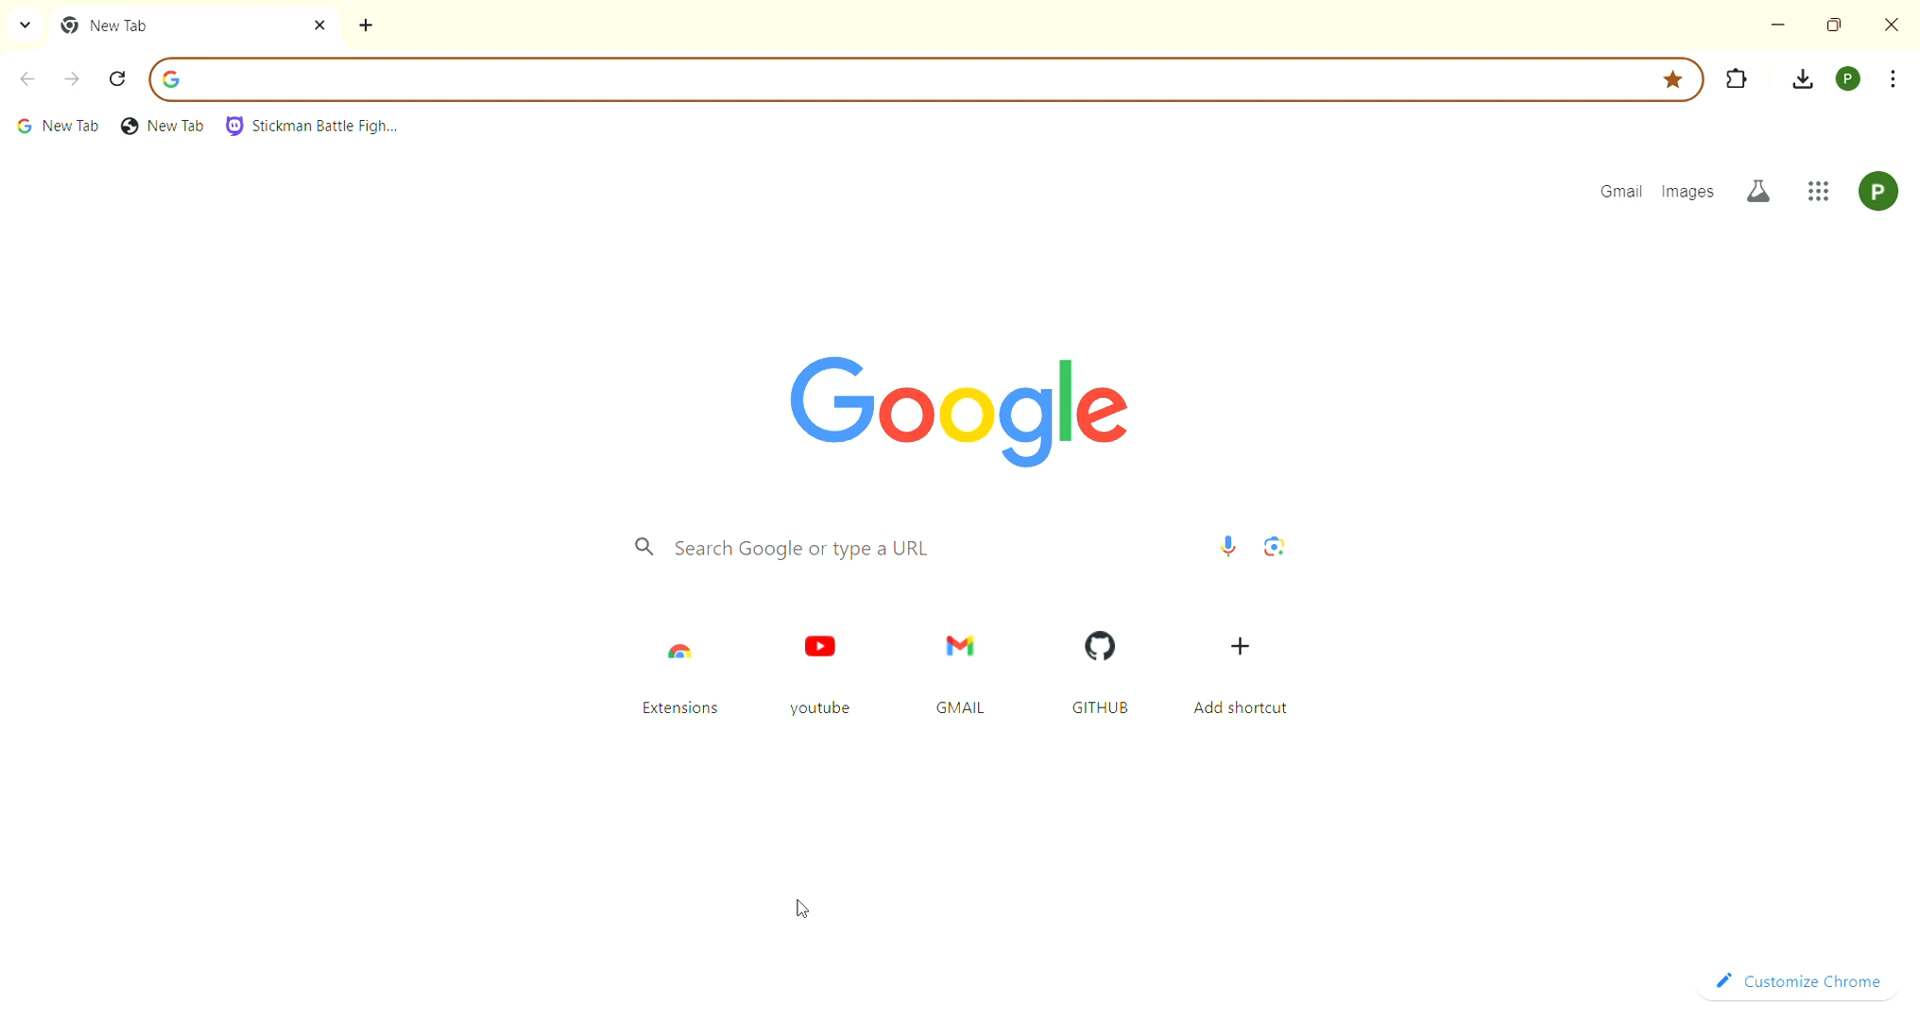 New Tab
P
New Tab New Tab Stickman Battle Figh...
Gmail Images P
Google
Search Google or type a URL
Extensions youtube GMAIL GITHUB Add shortcut
Customize Chrome